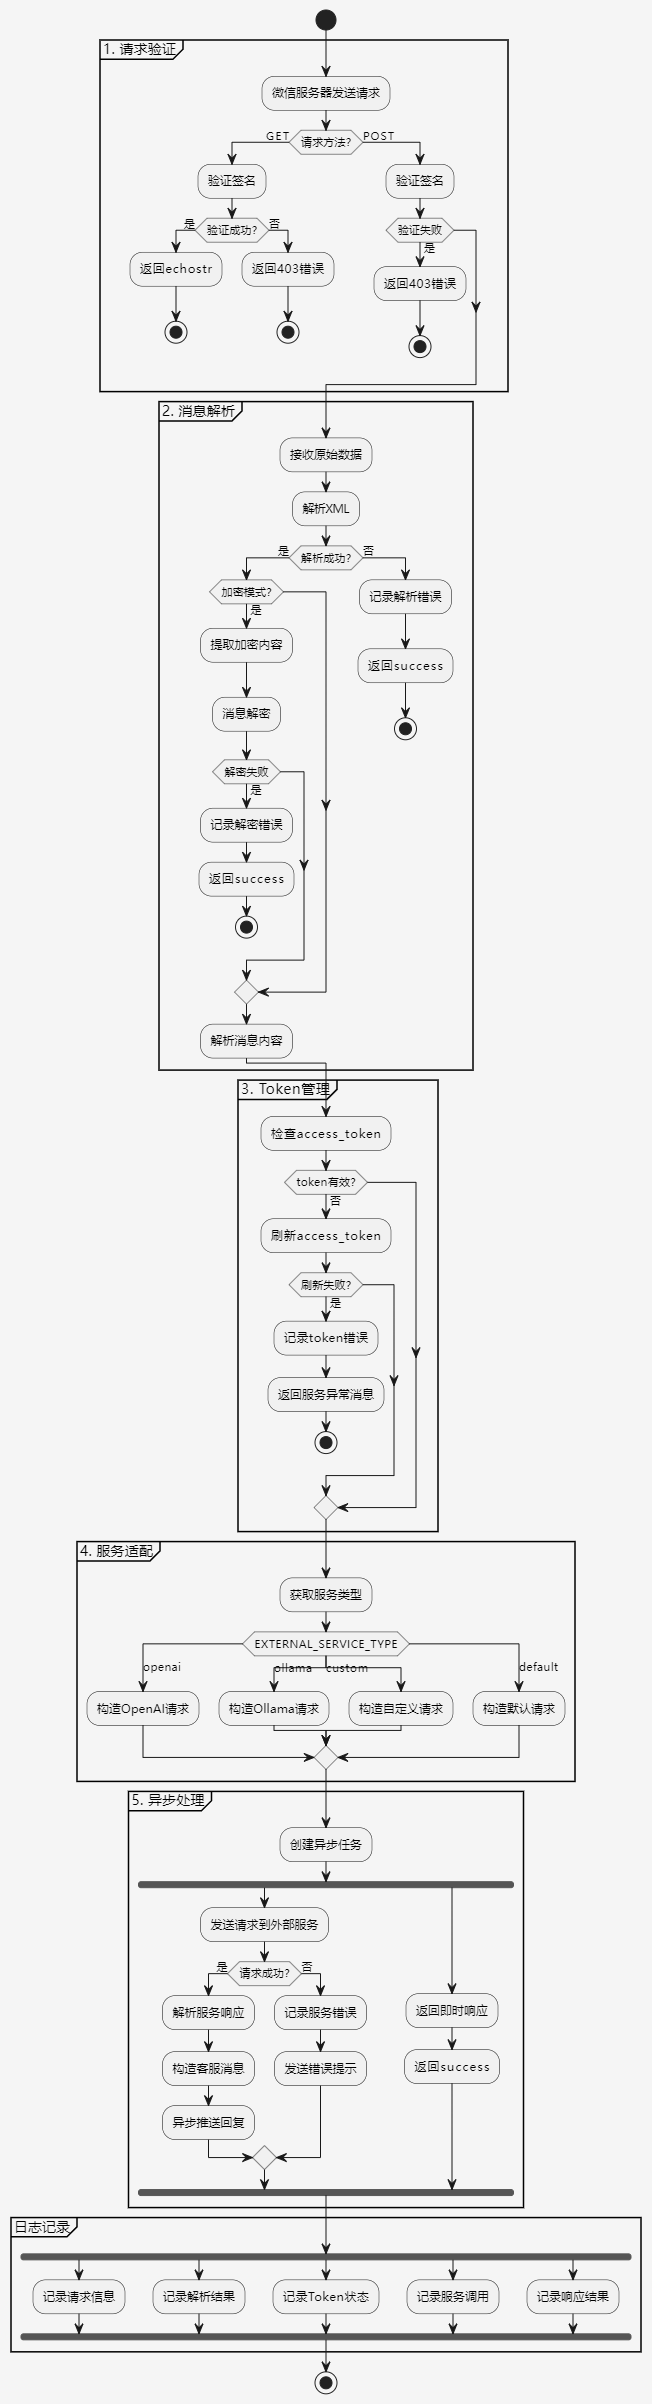 1. 请求验证
微信服务器发送请求
请求方法?
GET
POST
验证签名
验证签名
验证成功?
是
否
验证失败
是
返回echostr
返回403错误
返回403错误
2. 消息解析
接收原始数据
解析XML
解析成功?
是
否
加密模式?
是
记录解析错误
提取加密内容
返回success
消息解密
解密失败
是
记录解密错误
返回success
解析消息内容
3. Token管理
检查access_token
token有效?
否
刷新access_token
刷新失败?
是
记录token错误
返回服务异常消息
4. 服务适配
获取服务类型
EXTERNAL_SERVICE_TYPE
openai
ollama
custom
default
构造OpenAI请求
构造Ollama请求
构造自定义请求
构造默认请求
5. 异步处理
创建异步任务
发送请求到外部服务
请求成功?
是
否
解析服务响应
记录服务错误
返回即时响应
构造客服消息
发送错误提示
返回success
异步推送回复
日志记录
记录请求信息
记录解析结果
记录Token状态
记录服务调用
记录响应结果